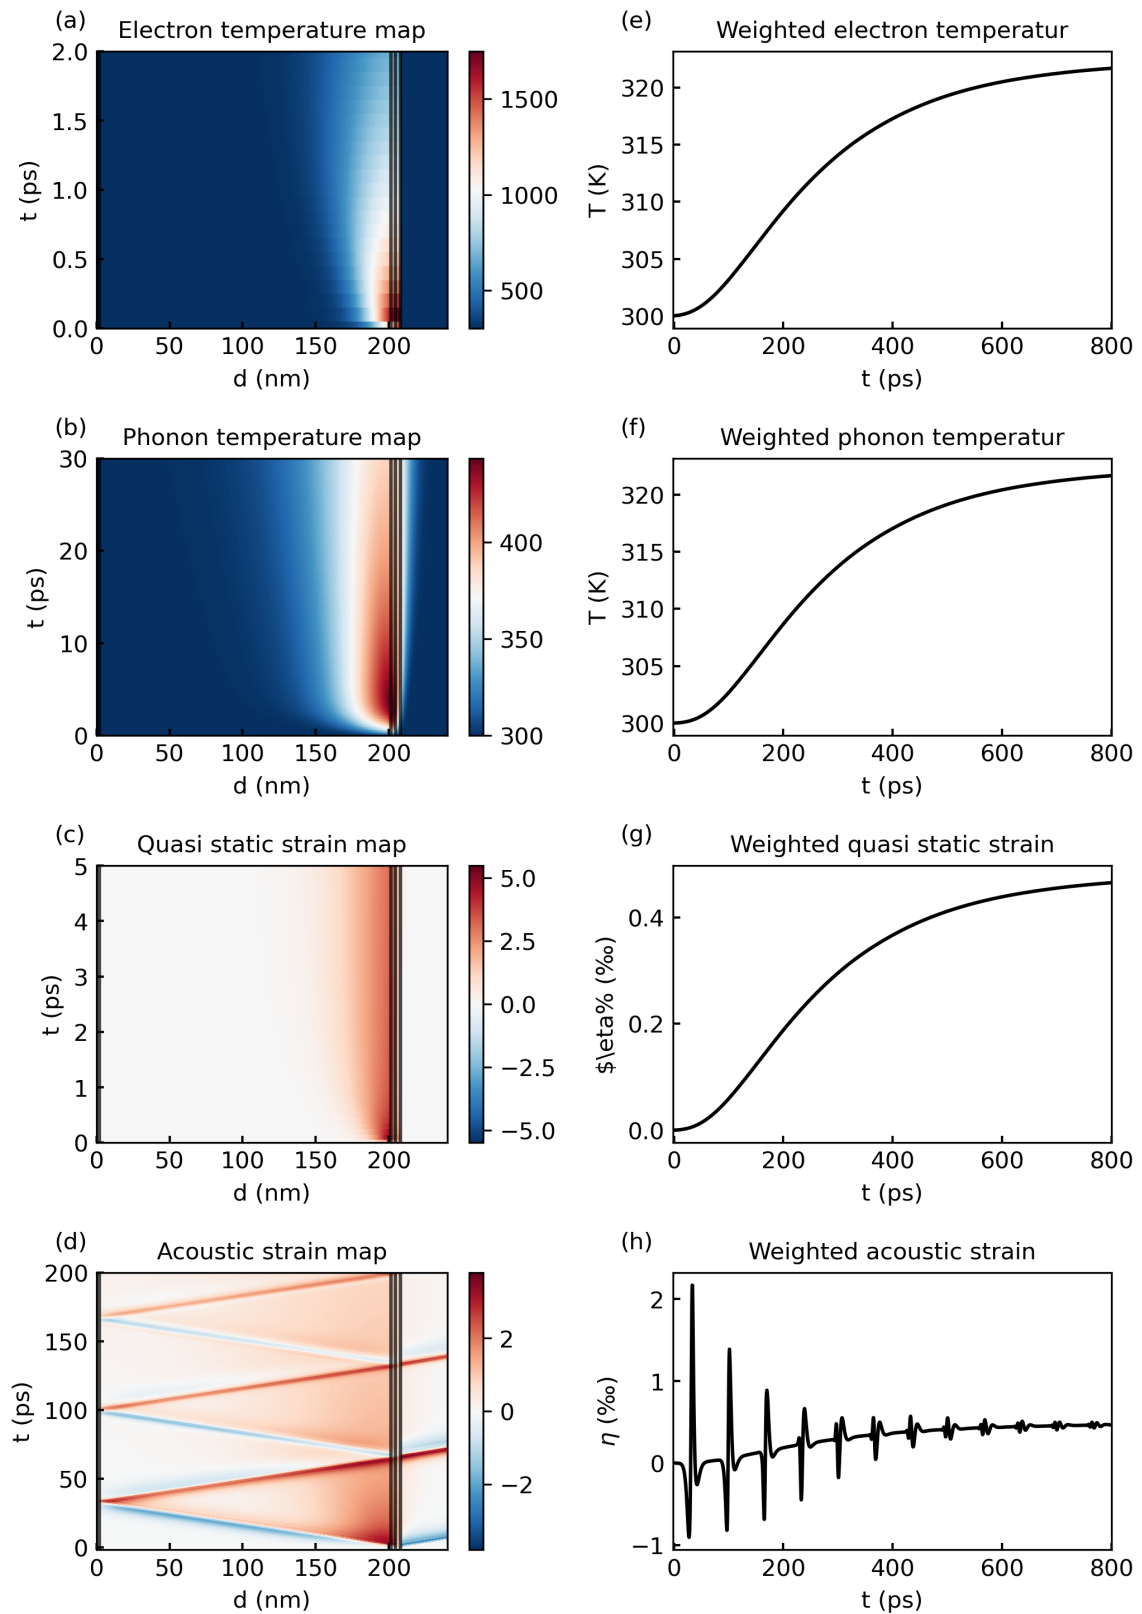 (a)
Electron temperature map
2.0
1.5
1.0
0.5
0.0
t (ps)
0 50 100 150 200
d (nm)
1500
1000
500
(e)
Weighted electron temperatur
320
315
310
305
300
T (K)
0 200 400 600 800
t (ps)
(b)
Phonon temperature map
30
20
10
0
t (ps)
0 50 100 150 200
d (nm)
400
350
300
(f)
Weighted phonon temperatur
320
315
310
305
300
T (K)
0 200 400 600 800
t (ps)
(c)
Quasi static strain map
5
4
3
2
1
0
t (ps)
0 50 100 150 200
d (nm)
5.0
2.5
0.0
−2.5
−5.0
(g)
Weighted quasi static strain
0.4
0.2
0.0
$\eta% (‰)
0 200 400 600 800
t (ps)
(d)
Acoustic strain map
200
150
100
50
0
t (ps)
0 50 100 150 200
d (nm)
2
0
−2
(h)
Weighted acoustic strain
2
1
0
−1
η (‰)
0 200 400 600 800
t (ps)